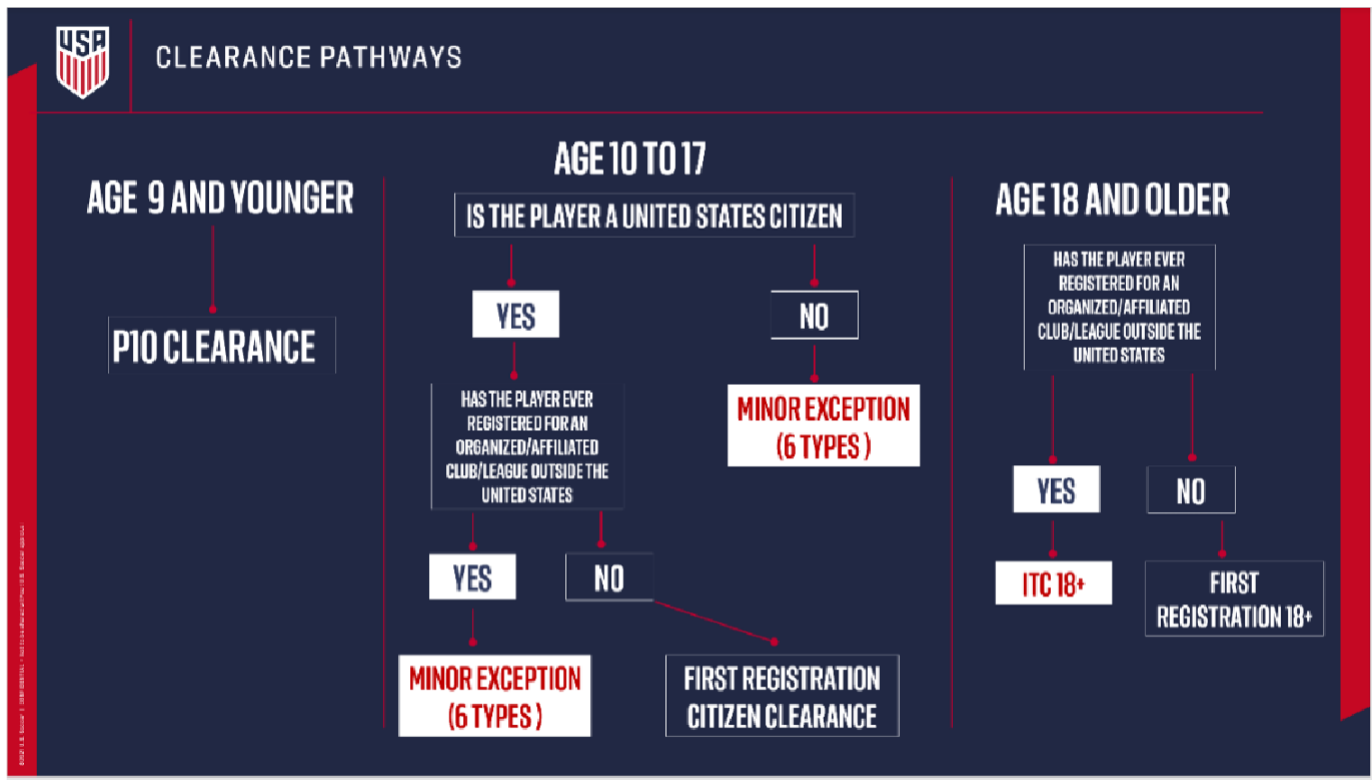 USA
CLEARANCE PATHWAYS
AGE 9 AND YOUNGER
P10 CLEARANCE
AGE 10 TO 17
IS THE PLAYER A UNITED STATES CITIZEN
YES
NO
HAS THE PLAYER EVER
REGISTERED FOR AN
ORGANIZED/AFFILIATED
CLUB/LEAGUE OUTSIDE THE
UNITED STATES
MINOR EXCEPTION
(6 TYPES )
YES
NO
MINOR EXCEPTION
(6 TYPES )
FIRST REGISTRATION
CITIZEN CLEARANCE
AGE 18 AND OLDER
HAS THE PLAYER EVER
REGISTERED FOR AN
ORGANIZED/AFFILIATED
CLUB/LEAGUE OUTSIDE THE
UNITED STATES
YES
NO
ITC 18+
FIRST
REGISTRATION 18+